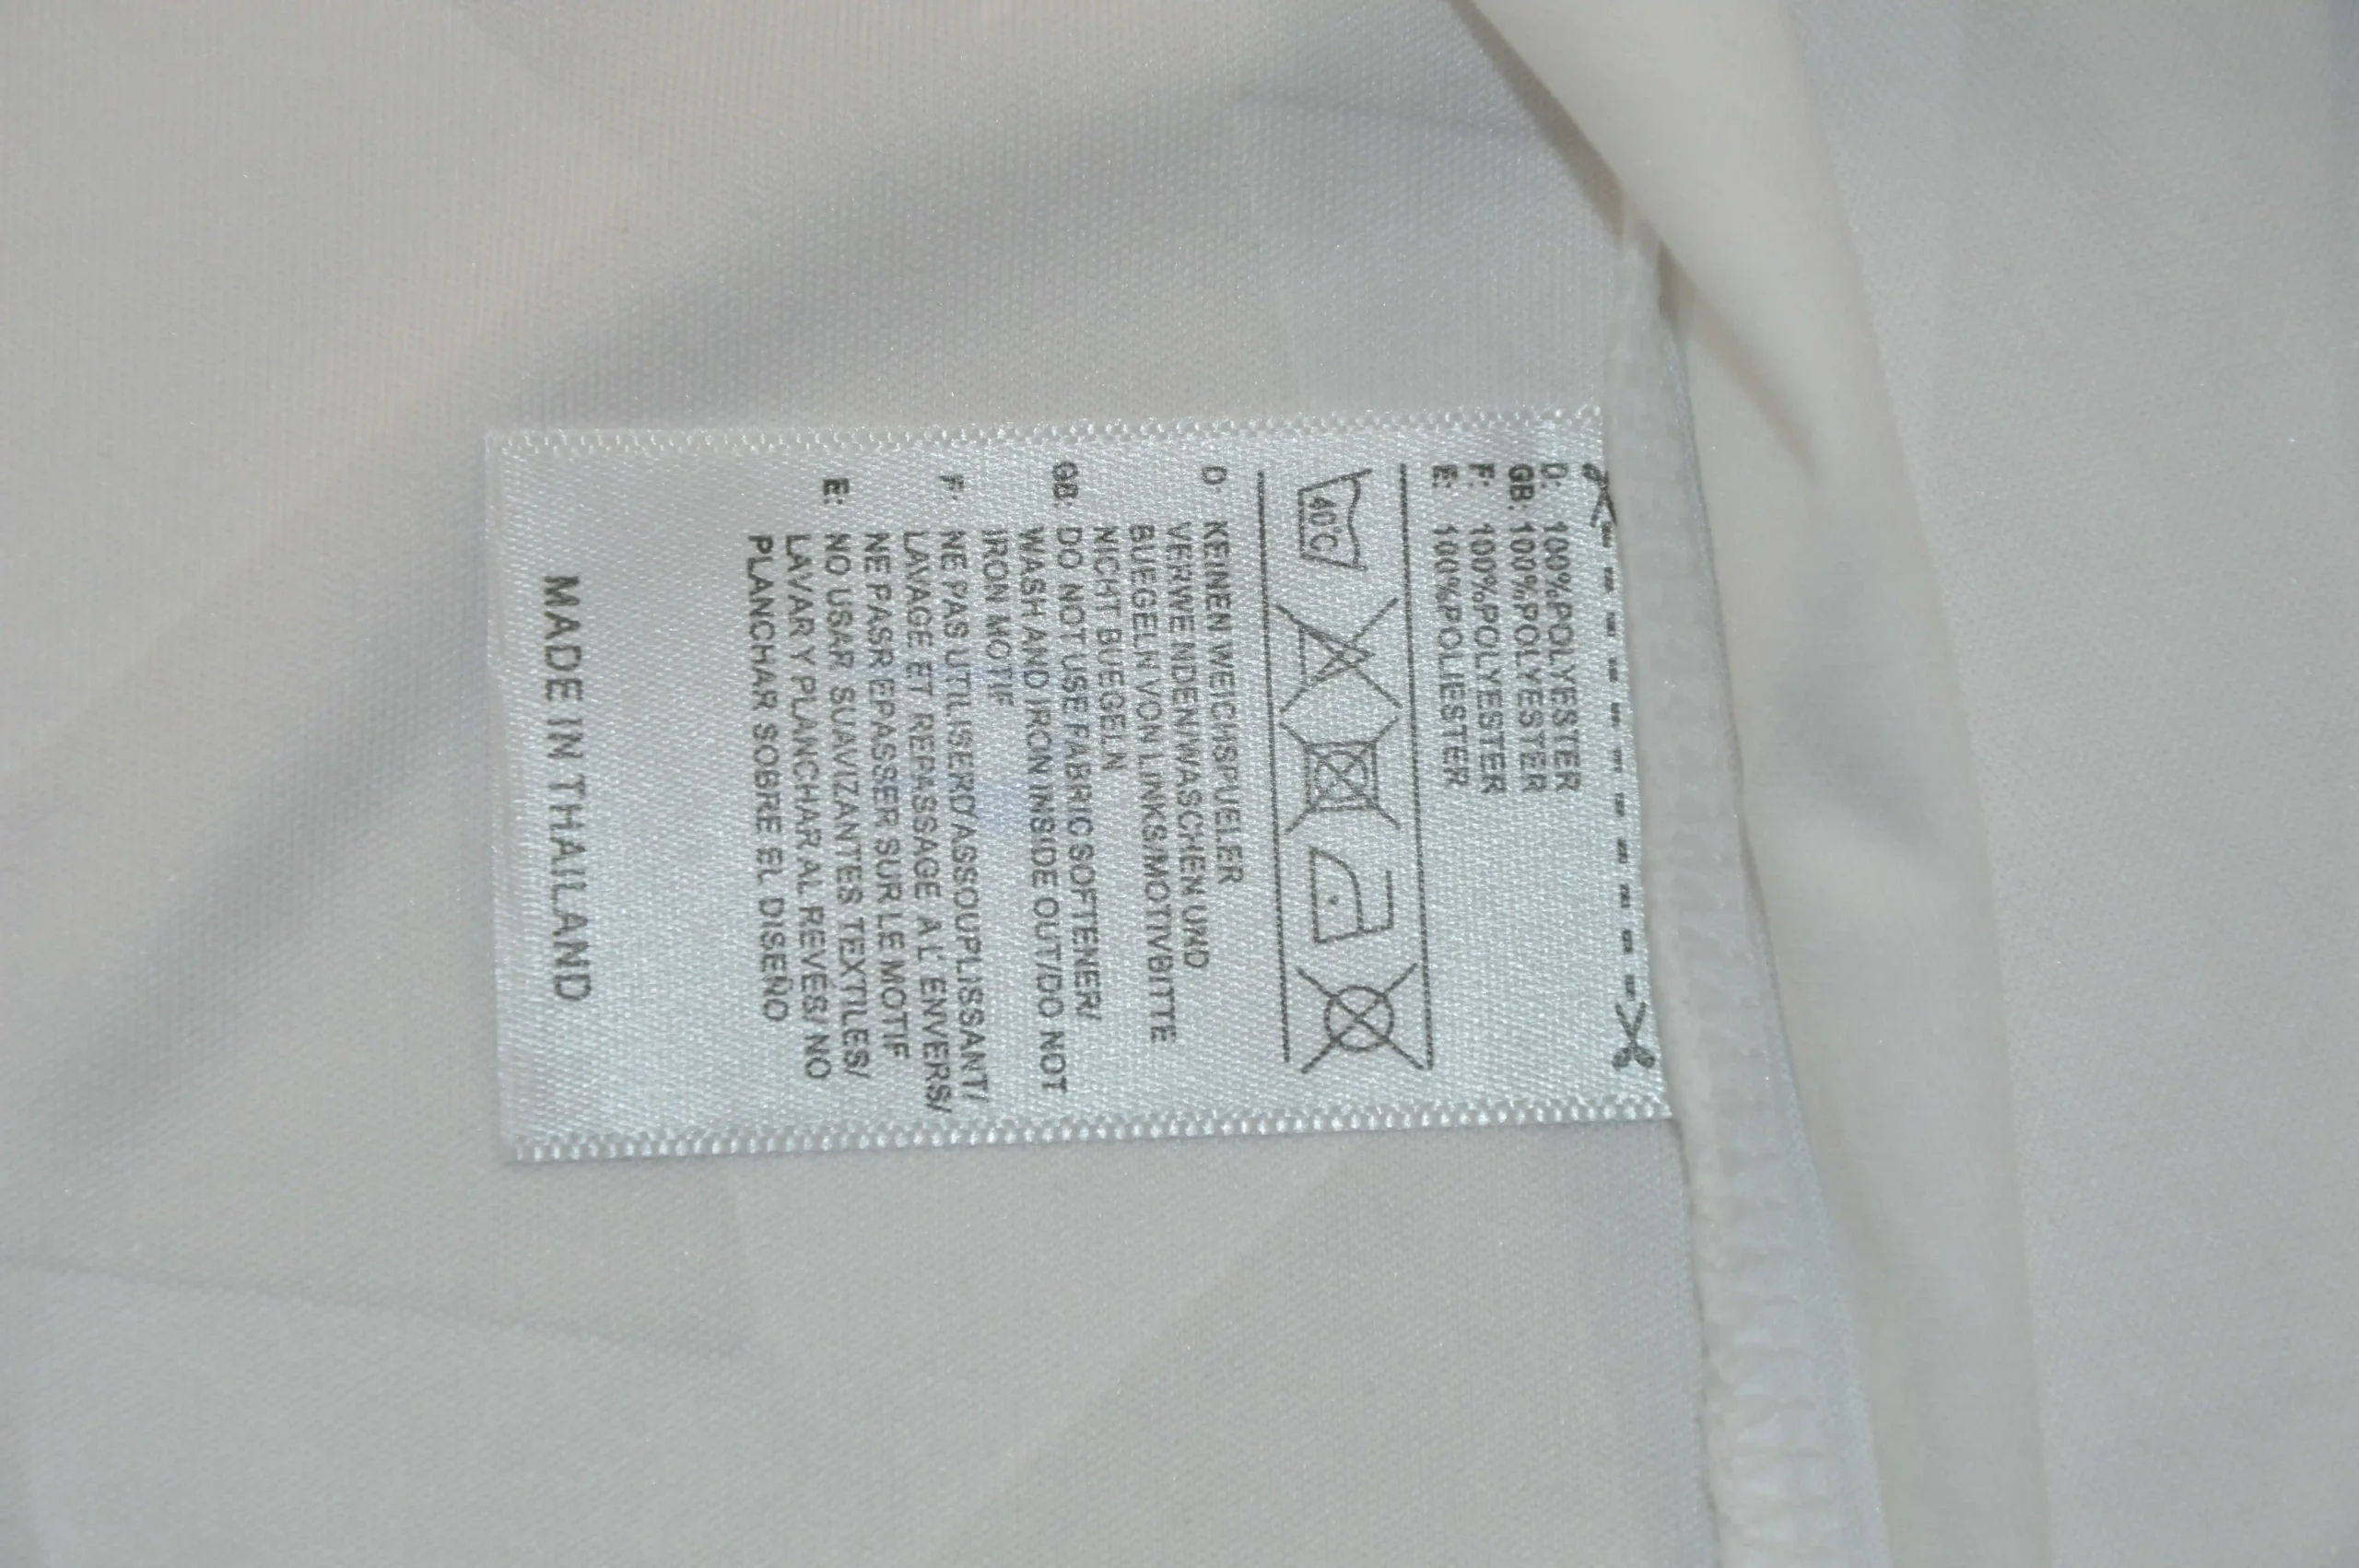 D: 100%POLYESTER
GB: 100%POLYESTER
F: 100%POLYESTER
E: 100%POLIESTER
40°C
D: KEINEN WEICHSPUELER
VERWENDEN/WASCHEN UND
BUEGELN VON LINKS/MOTIV BITTE
NICHT BUEGELN
GB: DO NOT USE FABRIC SOFTENER/
WASH AND IRON INSIDE OUT/DO NOT
IRON MOTIF
F: NE PAS UTILISER D'ASSOUPLISSANT/
LAVAGE ET REPASSAGE A L' ENVERS/
NE PAS REPASSER SUR LE MOTIF
E: NO USAR SUAVIZANTES TEXTILES/
LAVAR Y PLANCHAR AL REVÉS/ NO
PLANCHAR SOBRE EL DISEÑO
MADE IN THAILAND